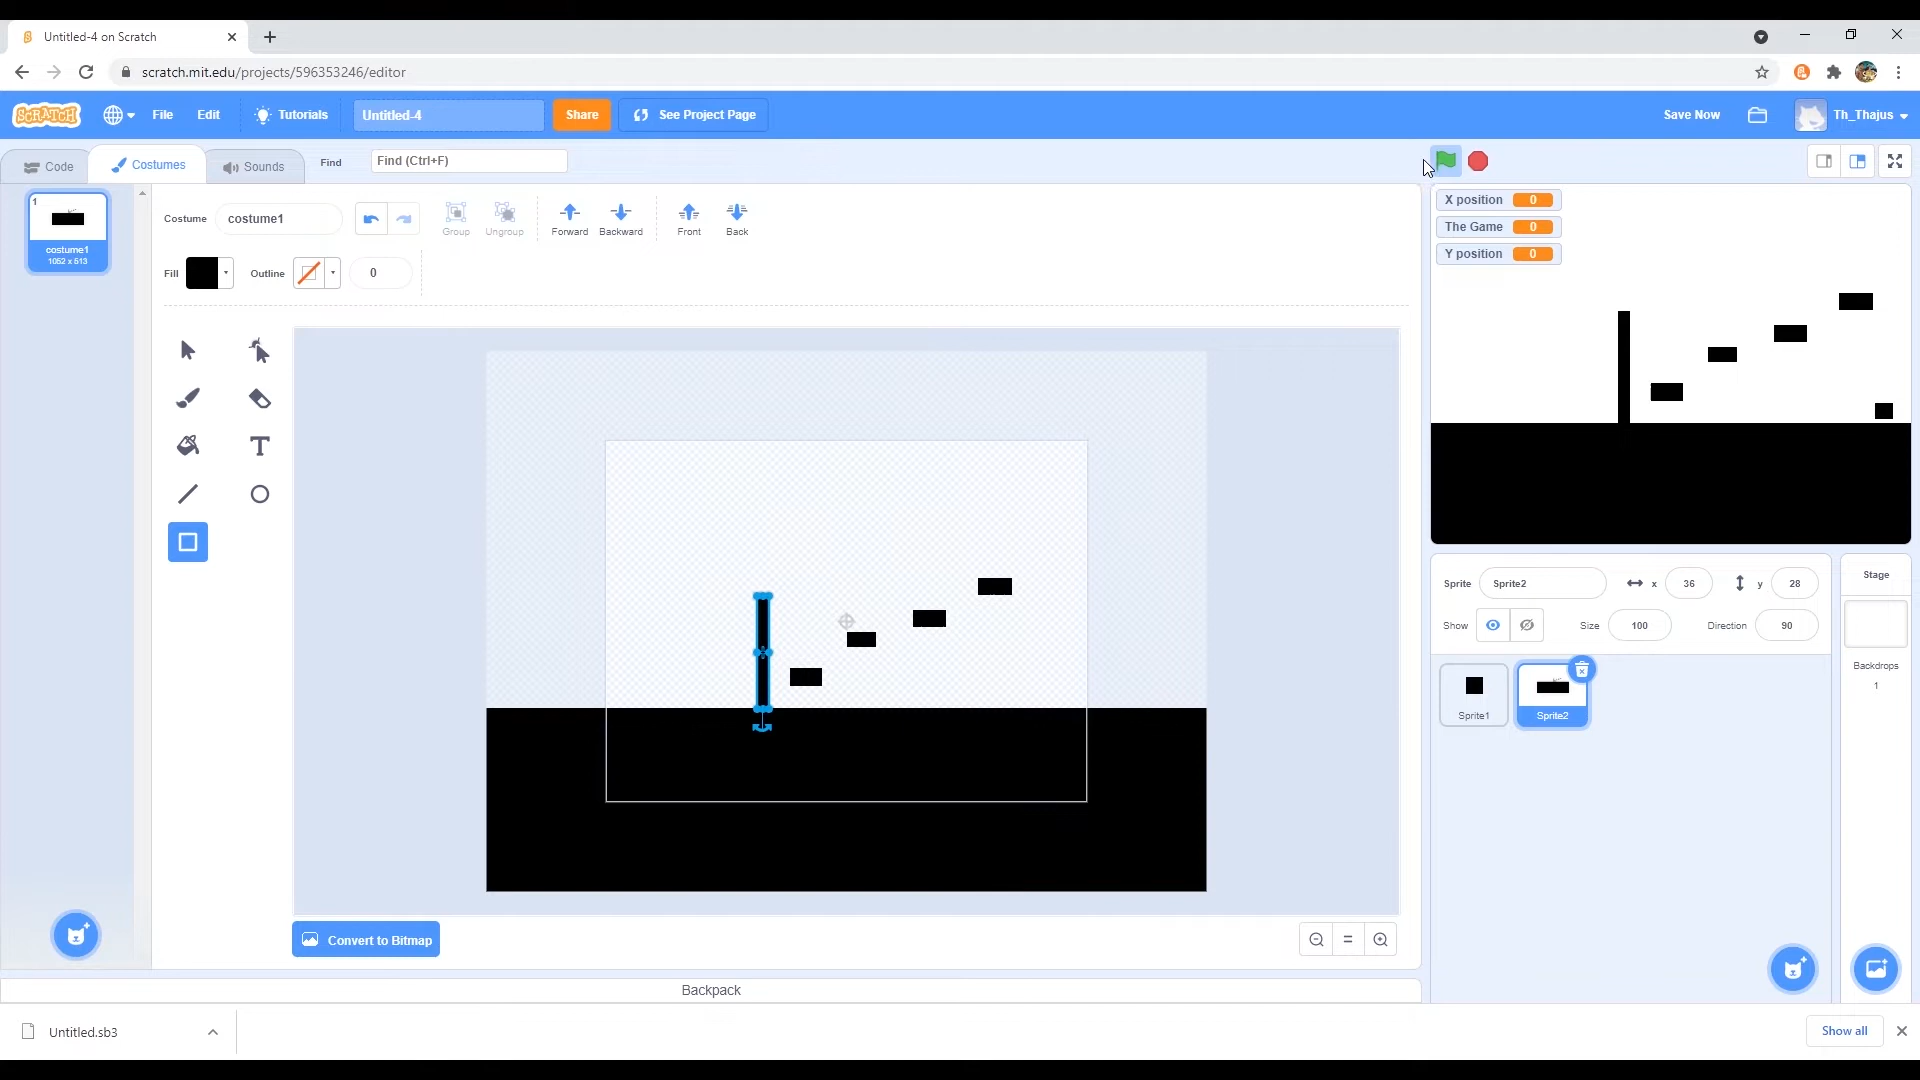 Untitled-4 on Scratch
scratch.mit.edu/projects/596353246/editor
SCRATCH
File
Edit
Tutorials
Untitled-4
Share
See Project Page
Save Now
Th_Thajus
Code
Costumes
Sounds
Find
Find (Ctrl+F)
1
costume1
1052 x 513
Costume
costume1
Group
Ungroup
Forward
Backward
Front
Back
Fill
Outline
0
X position 0
The Game 0
Y position 0
Convert to Bitmap
Sprite
Sprite2
x
36
y
28
Show
Size
100
Direction
90
Sprite1
Sprite2
Stage
Backdrops
1
Backpack
Untitled.sb3
Show all